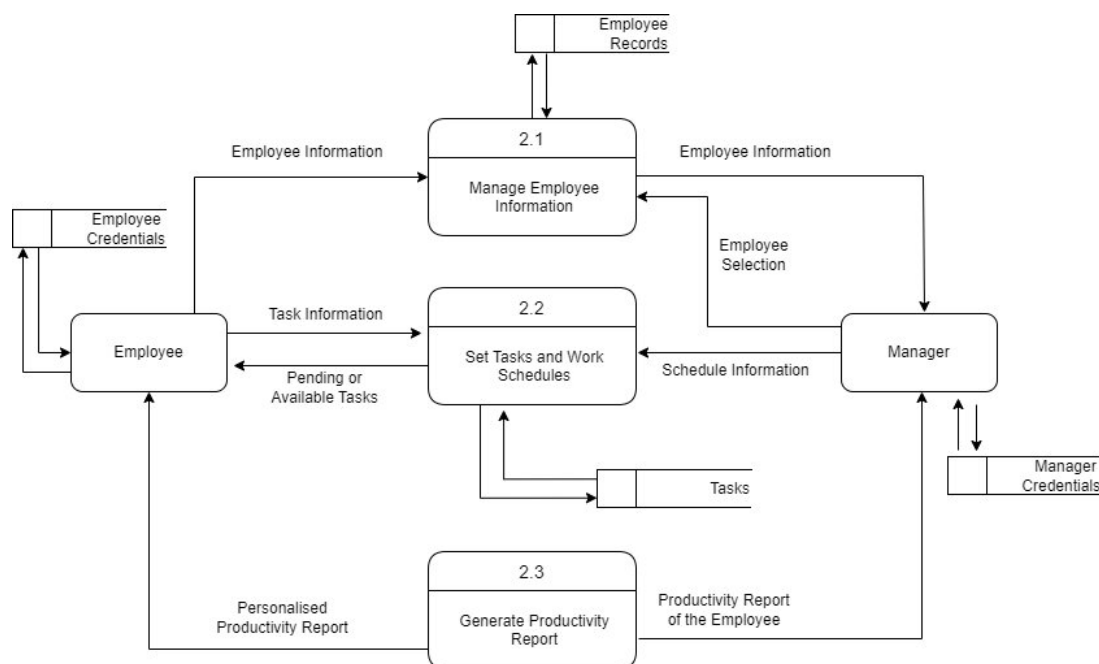 Employee
Records
2.1
Employee Information
Manage Employee
Information
Employee Information
Employee
Credentials
Employee
Selection
2.2
Task Information
Employee
Set Tasks and Work
Schedules
Manager
Pending or
Available Tasks
Schedule Information
Tasks
Manager
Credentials
2.3
Personalised
Productivity Report
Generate Productivity
Report
Productivity Report
of the Employee